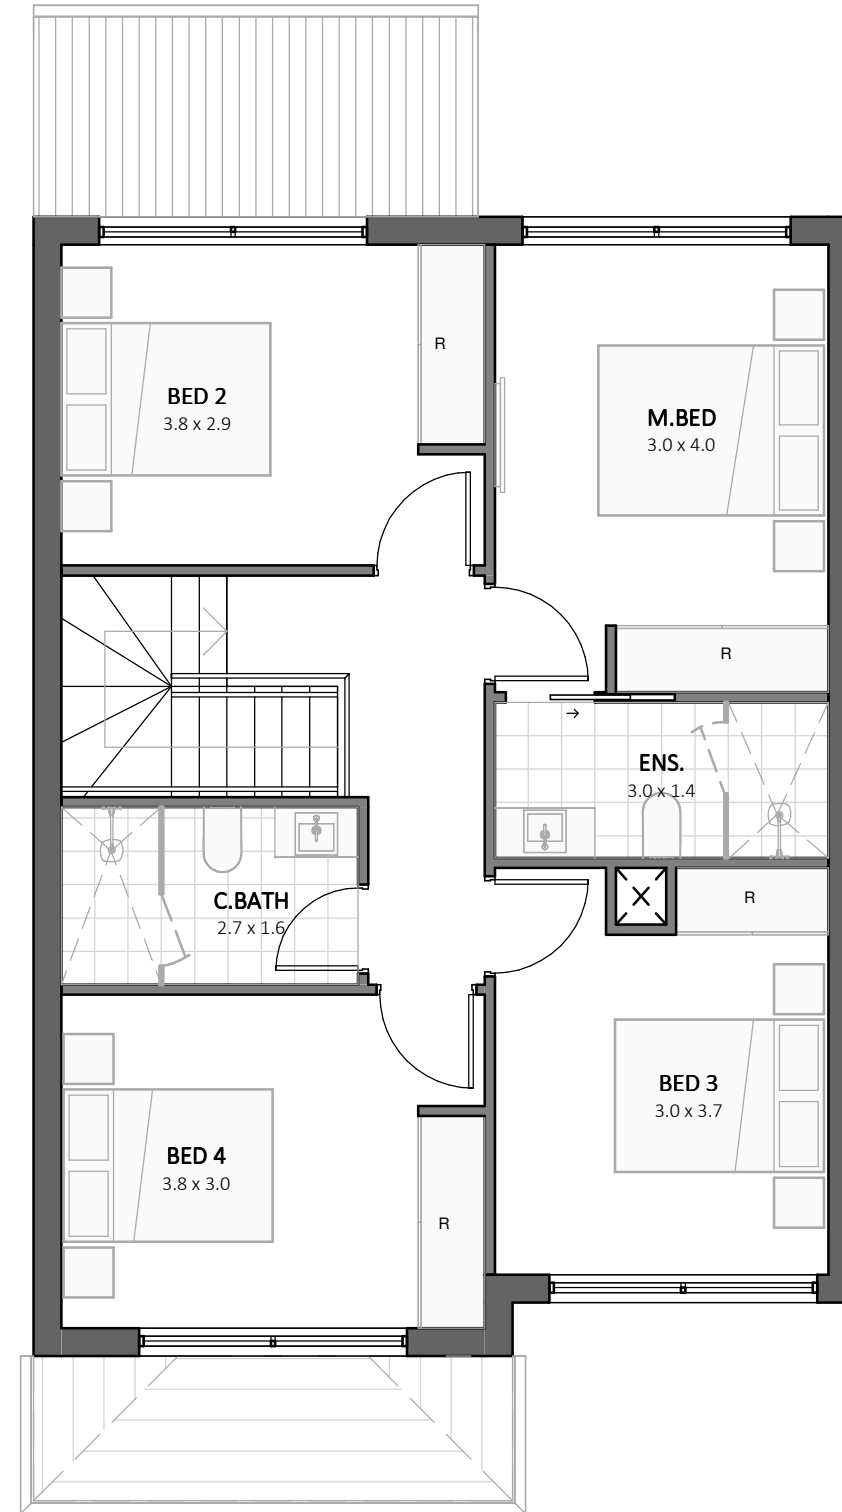 R
BED 2
3.8 x 2.9
M.BED
3.0 x 4.0
R
ENS.
3.0 x 1.4
C.BATH
2.7 x 1.6
R
BED 3
3.0 x 3.7
BED 4
3.8 x 3.0
R